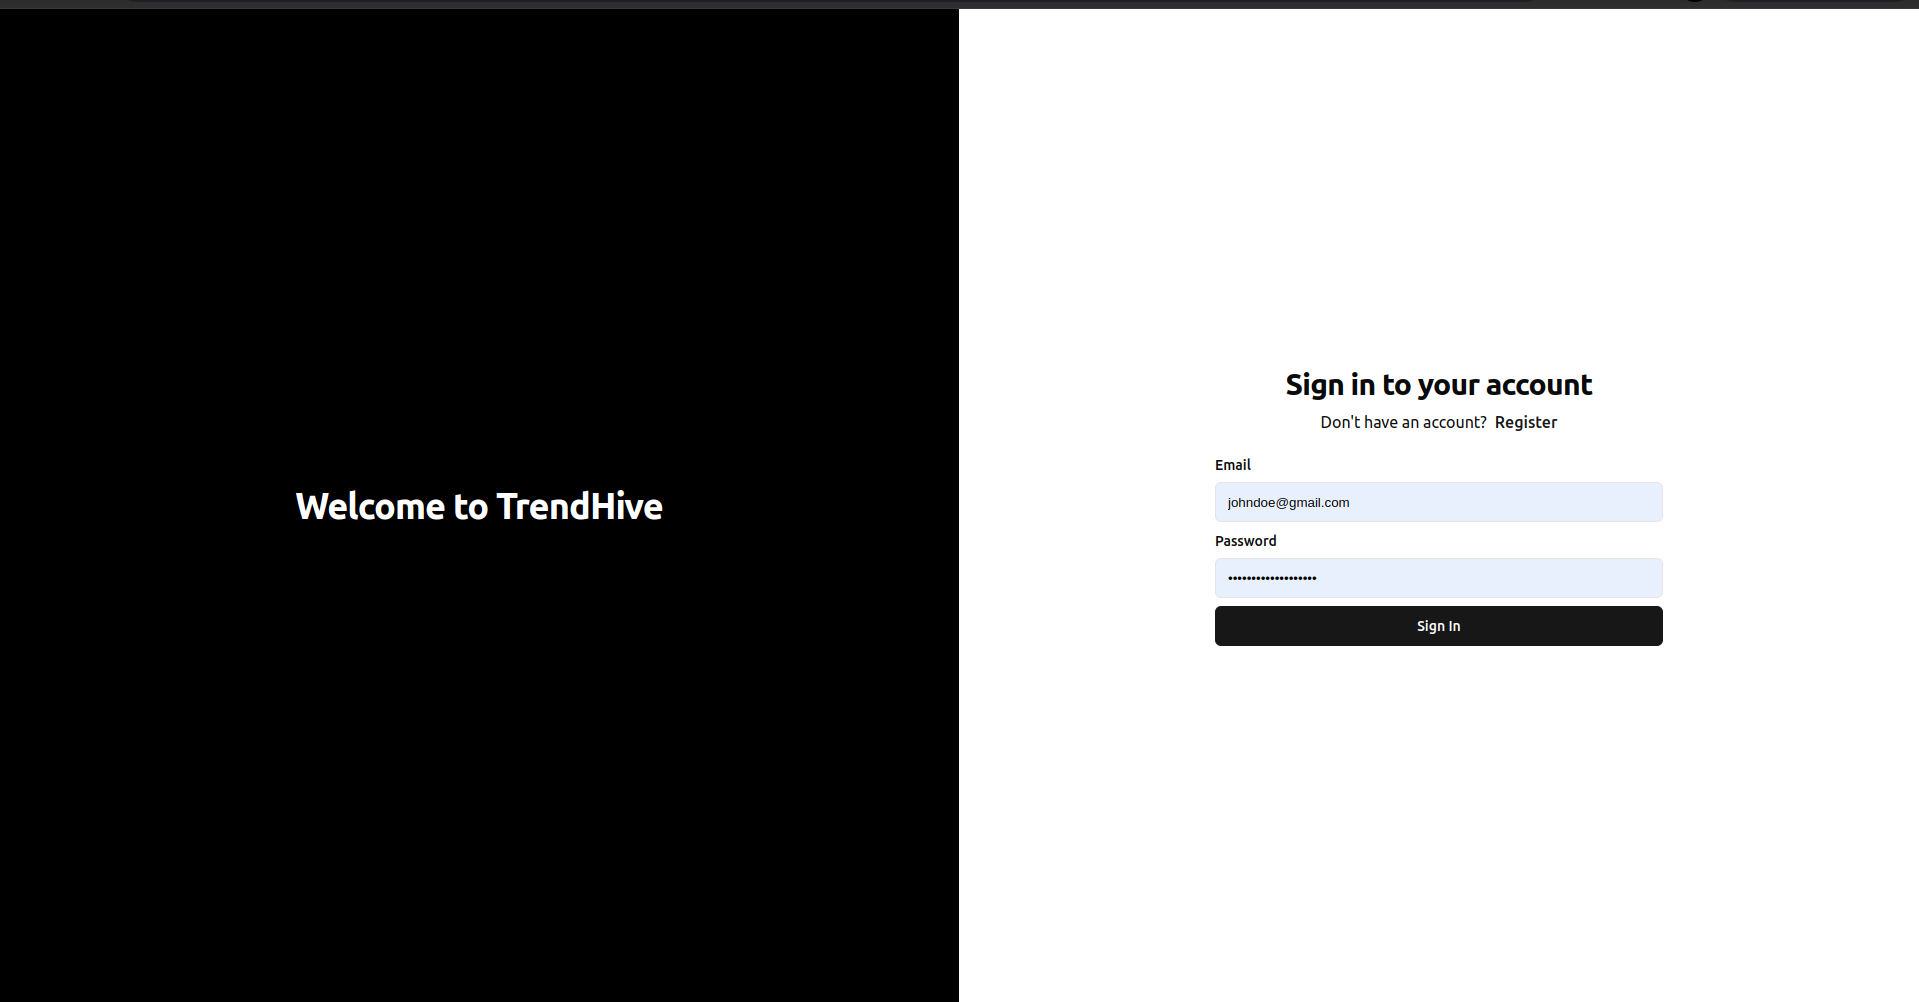 Welcome to TrendHive
Sign in to your account
Don't have an account? Register
Email
johndoe@gmail.com
Password
•••••••••••••••••••
Sign In